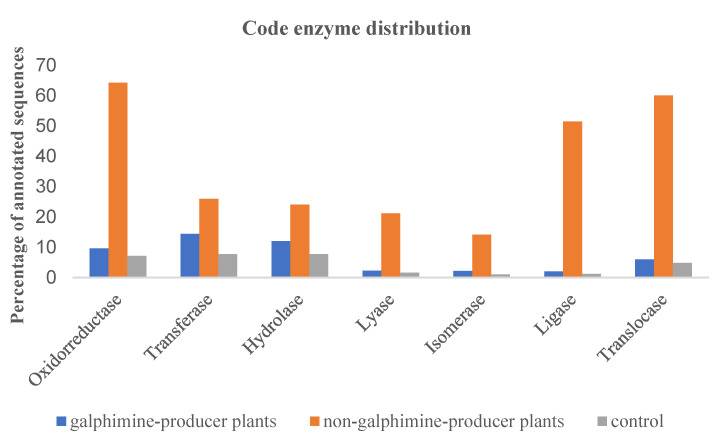 Code enzyme distribution
Percentage of annotated sequences
70
60
50
40
30
20
10
0
Oxidorreductase
Transferase
Hydrolase
Lyase
Isomerase
Ligase
Translocase
galphimine-producer plants
non-galphimine-producer plants
control